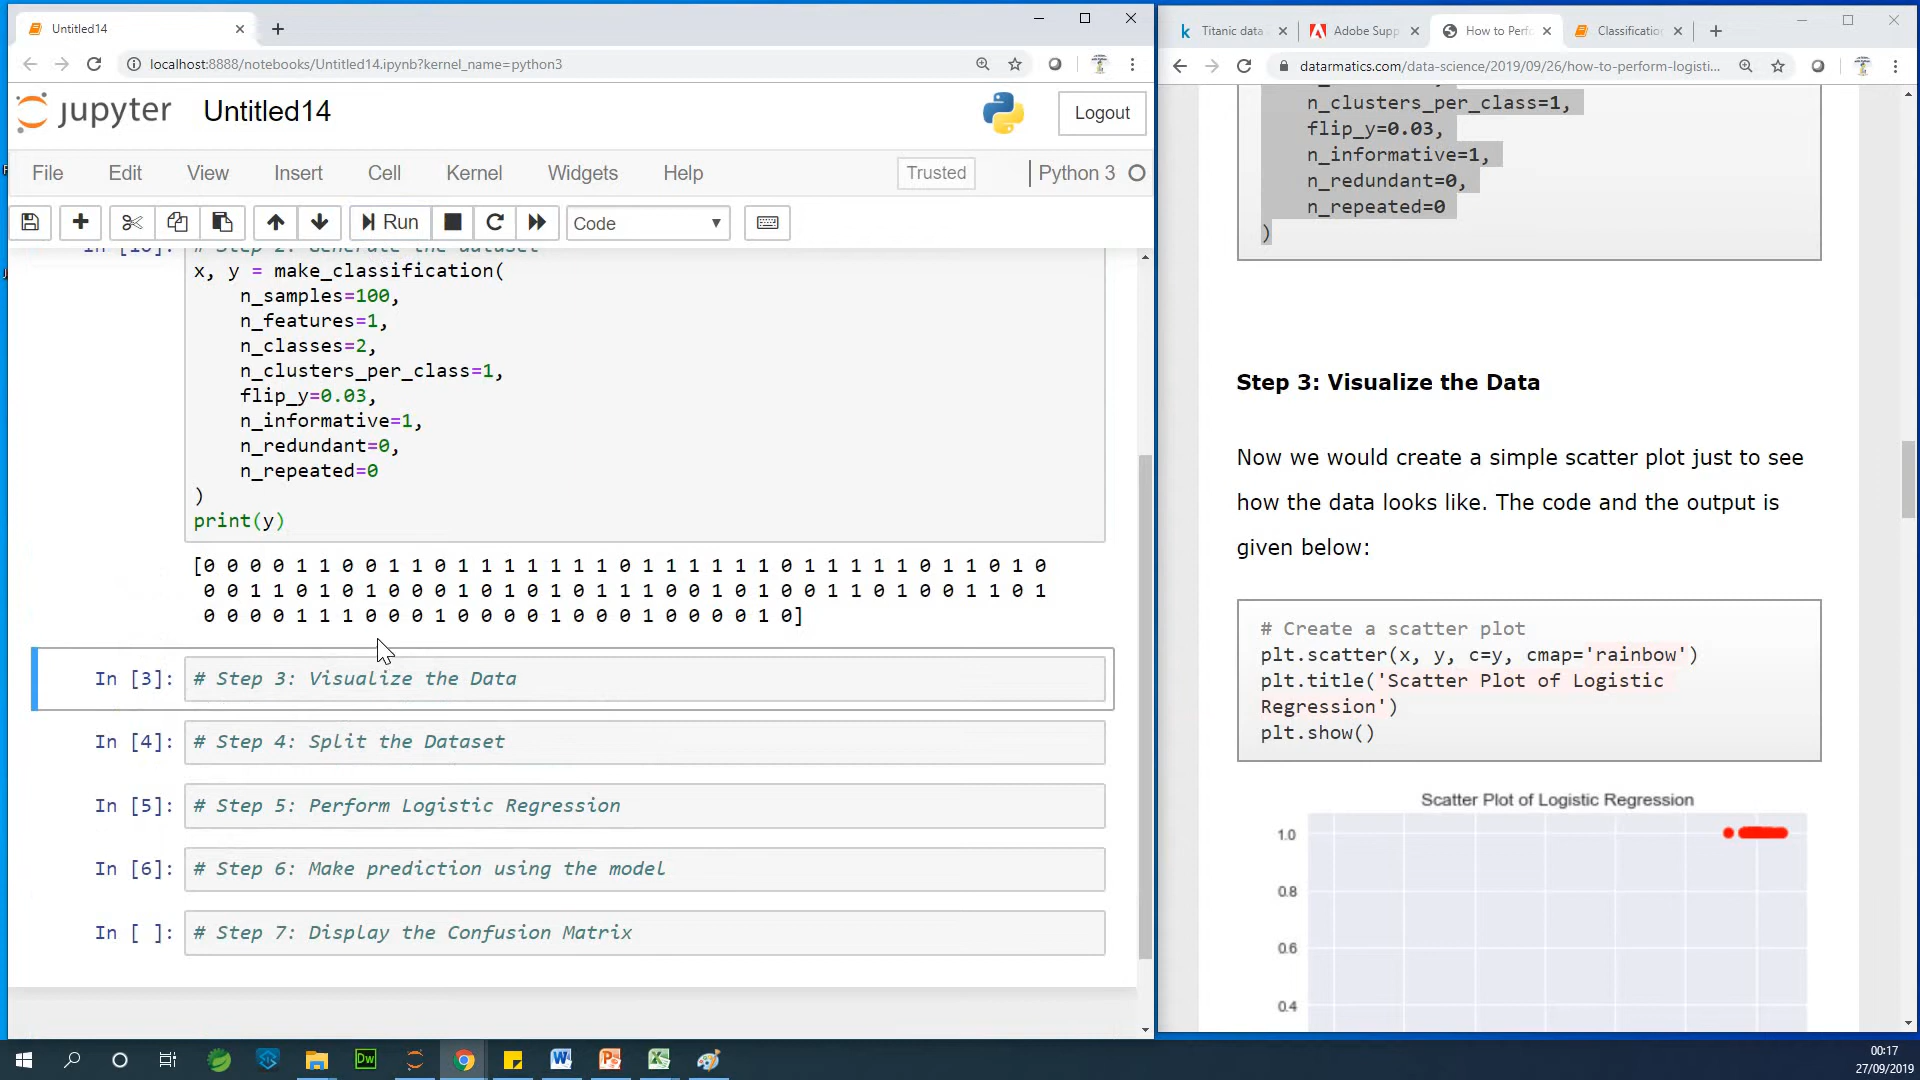 Untitled14
localhost:8888/notebooks/Untitled14.ipynb?kernel_name=python3
jupyter Untitled14
Logout
File Edit View Insert Cell Kernel Widgets Help
Trusted
Python 3
Run
Code
# Step 2: Generate the dataset
x, y = make_classification(
n_samples=100,
n_features=1,
n_classes=2,
n_clusters_per_class=1,
flip_y=0.03,
n_informative=1,
n_redundant=0,
n_repeated=0
)
print(y)
[0 0 0 0 1 1 0 0 1 1 0 1 1 1 1 1 1 1 0 1 1 1 1 1 1 0 1 1 1 1 1 0 1 1 0 1 0
0 0 1 1 0 1 0 1 0 0 0 1 0 1 0 1 0 1 1 1 0 0 1 0 1 0 0 1 1 0 1 0 0 1 1 0 1
0 0 0 0 1 1 1 0 0 0 1 0 0 0 0 1 0 0 0 1 0 0 0 0 1 0]
In [3]: # Step 3: Visualize the Data
In [4]: # Step 4: Split the Dataset
In [5]: # Step 5: Perform Logistic Regression
In [6]: # Step 6: Make prediction using the model
In [ ]: # Step 7: Display the Confusion Matrix
Titanic data
Adobe Supp
How to Perf
Classification
datarmatics.com/data-science/2019/09/26/how-to-perform-logisti...
n_clusters_per_class=1,
flip_y=0.03,
n_informative=1,
n_redundant=0,
n_repeated=0
)
Step 3: Visualize the Data
Now we would create a simple scatter plot just to see
how the data looks like. The code and the output is
given below:
# Create a scatter plot
plt.scatter(x, y, c=y, cmap='rainbow')
plt.title('Scatter Plot of Logistic
Regression')
plt.show()
Scatter Plot of Logistic Regression
1.0
0.8
0.6
0.4
Dw
00:17
27/09/2019